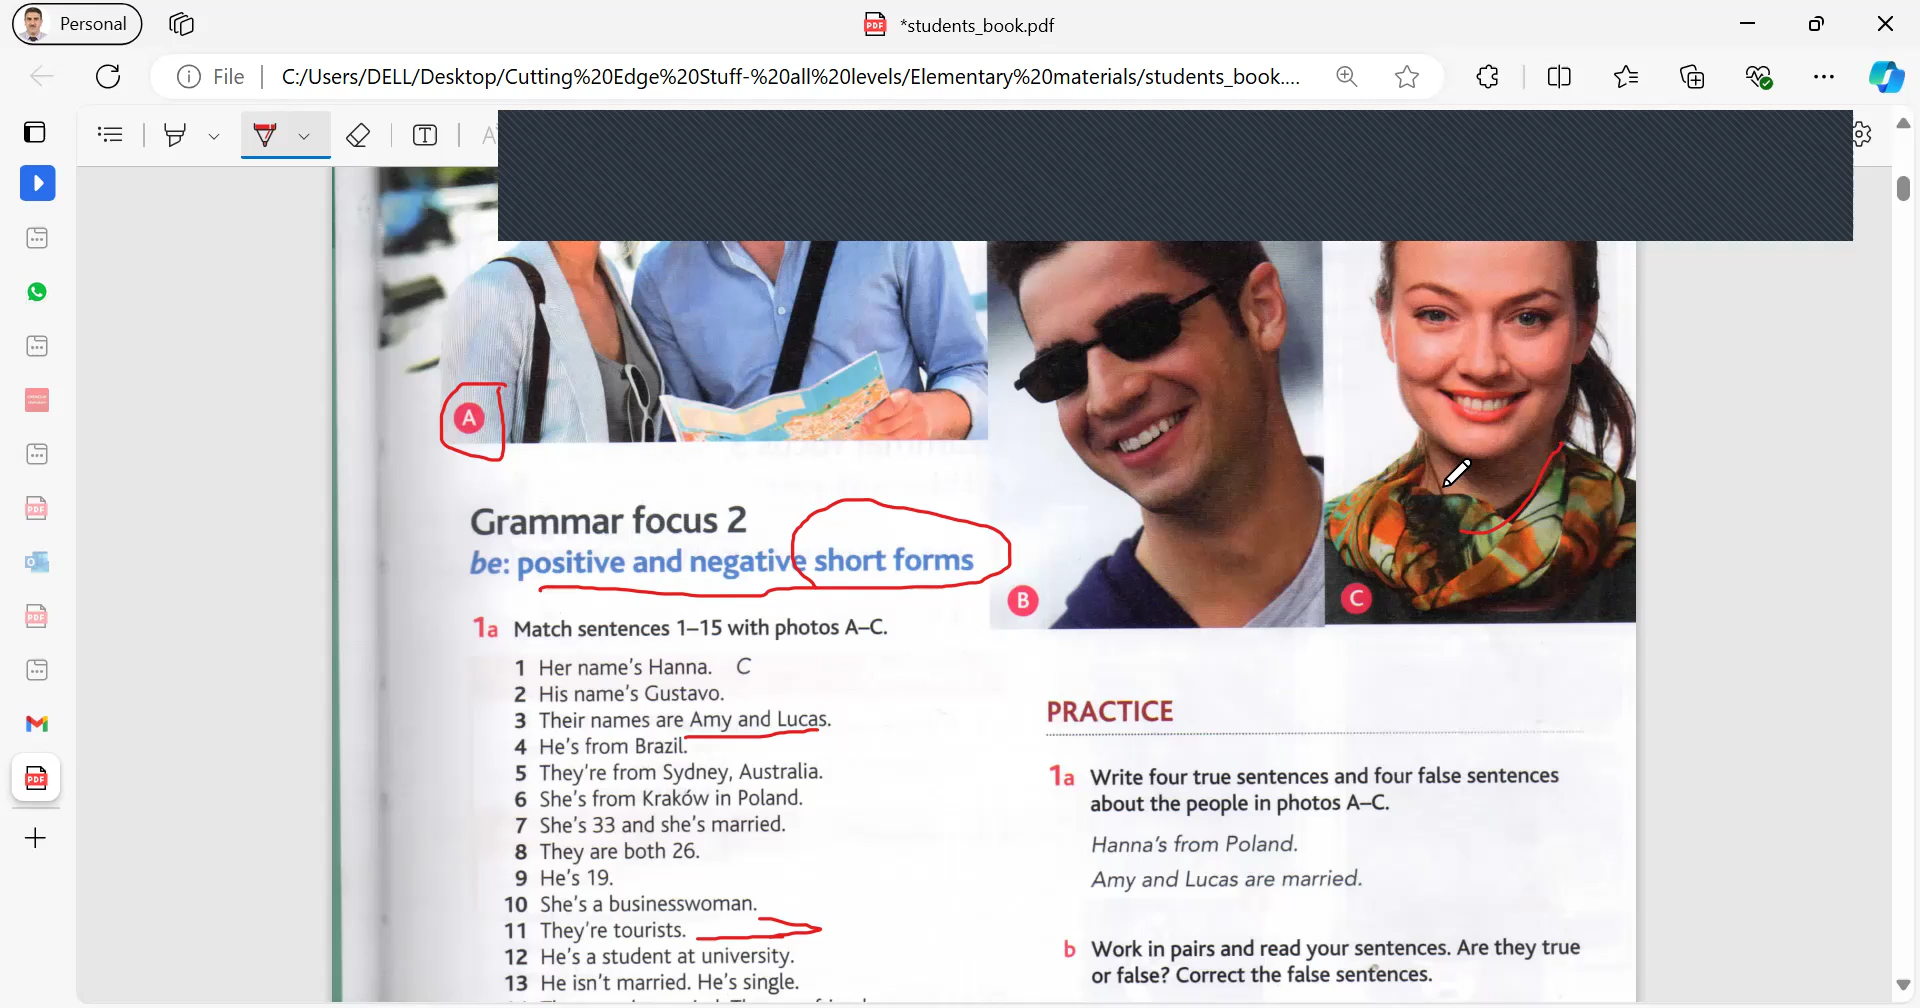 Personal
*students_book.pdf
File
C:/Users/DELL/Desktop/Cutting%20Edge%20Stuff-%20all%20levels/Elementary%20materials/students_book....
A
B
C
Grammar focus 2
be: positive and negative short forms
1a Match sentences 1–15 with photos A–C.
1 Her name's Hanna. C
2 His name's Gustavo.
3 Their names are Amy and Lucas.
4 He's from Brazil.
5 They're from Sydney, Australia.
6 She's from Kraków in Poland.
7 She's 33 and she's married.
8 They are both 26.
9 He's 19.
10 She's a businesswoman.
11 They're tourists.
12 He's a student at university.
13 He isn't married. He's single.
PRACTICE
1a Write four true sentences and four false sentences
about the people in photos A–C.
Hanna's from Poland.
Amy and Lucas are married.
b Work in pairs and read your sentences. Are they true
or false? Correct the false sentences.